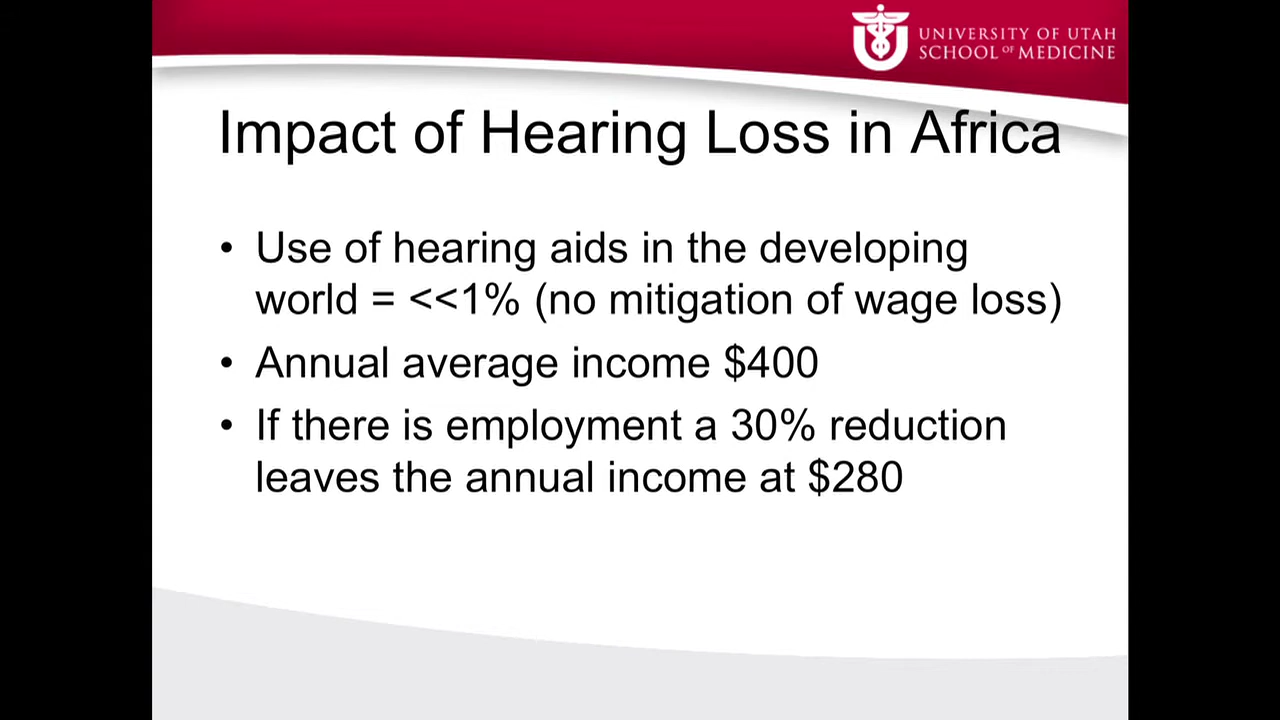 UNIVERSITY OF UTAH
SCHOOL OF MEDICINE
Impact of Hearing Loss in Africa
• Use of hearing aids in the developing
world = <<1% (no mitigation of wage loss)
• Annual average income $400
• If there is employment a 30% reduction
leaves the annual income at $280